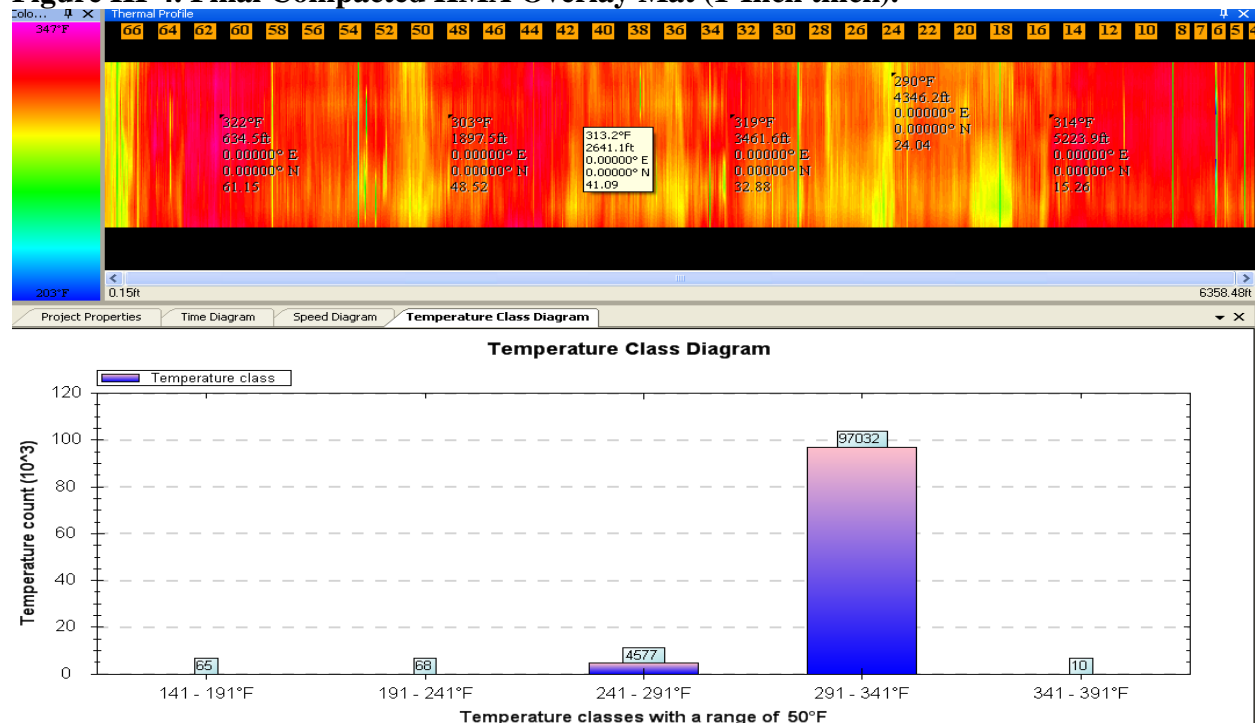 Figure III-4. Final Compacted HMA Overlay Mat (1-Inch thick).
Colo...
Thermal Profile
347°F
66 64 62 60 58 56 54 52 50 48 46 44 42 40 38 36 34 32 30 28 26 24 22 20 18 16 14 12 10 8 7 6 5 4
290°F
4346.2ft
0.00000° E
0.00000° N
24.04
322°F
634.5ft
0.00000° E
0.00000° N
61.15
303°F
1897.5ft
0.00000° E
0.00000° N
48.52
313.2°F
2641.1ft
0.00000° E
0.00000° N
41.09
319°F
3461.6ft
0.00000° E
0.00000° N
32.88
314°F
5223.9ft
0.00000° E
0.00000° N
15.26
203°F
0.15ft
6358.48ft
Project Properties
Time Diagram
Speed Diagram
Temperature Class Diagram
Temperature Class Diagram
Temperature class
Temperature count (10^3)
120
100
80
60
40
20
0
65
68
4577
97032
10
141 - 191°F
191 - 241°F
241 - 291°F
291 - 341°F
341 - 391°F
Temperature classes with a range of 50°F